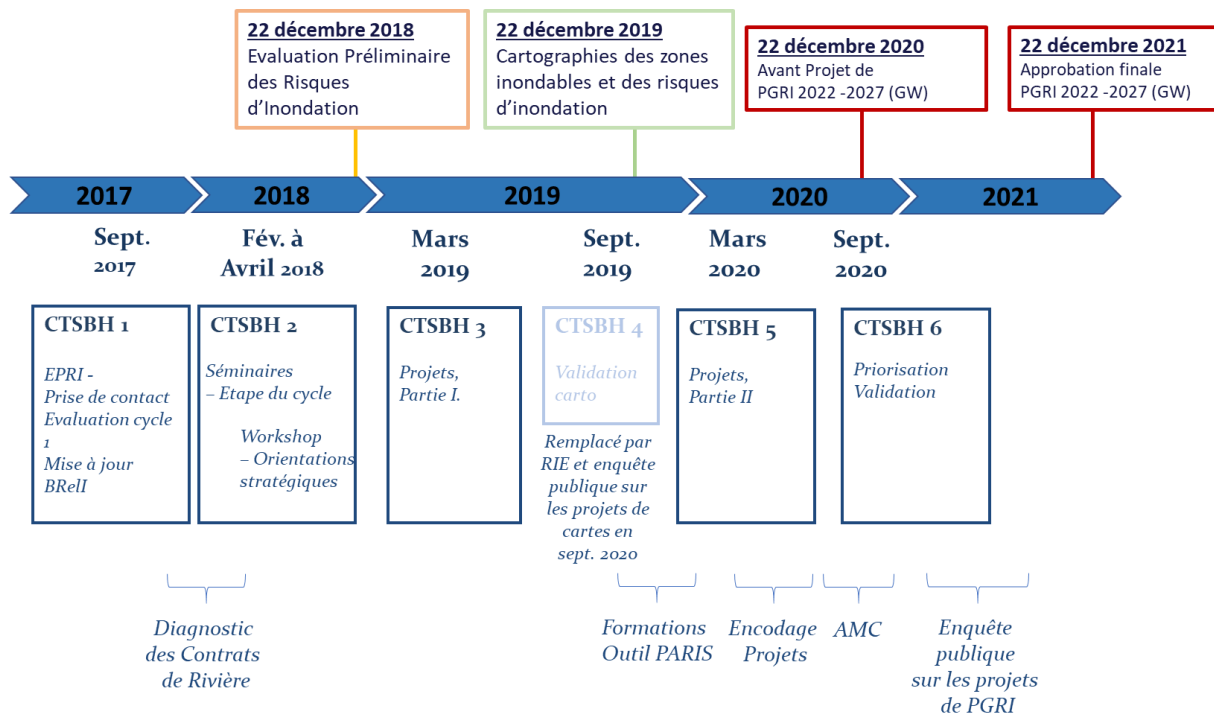 22 décembre 2018
Evaluation Préliminaire
des Risques
d’Inondation
22 décembre 2019
Cartographies des zones
inondables et des risques
d’inondation
22 décembre 2020
Avant Projet de
PGRI 2022 -2027 (GW)
22 décembre 2021
Approbation finale
PGRI 2022 -2027 (GW)
2017
2018
2019
2020
2021
Sept.
2017
Fév. à
Avril 2018
Mars
2019
Sept.
2019
Mars
2020
Sept.
2020
CTSBH 1
EPRI -
Prise de contact
Evaluation cycle
1
Mise à jour
BRelI
CTSBH 2
Séminaires
– Etape du cycle
Workshop
– Orientations
stratégiques
CTSBH 3
Projets,
Partie I.
CTSBH 4
Validation
carto
Remplacé par
RIE et enquête
publique sur
les projets de
cartes en
sept. 2020
CTSBH 5
Projets,
Partie II
CTSBH 6
Priorisation
Validation
Diagnostic
des Contrats
de Rivière
Formations
Outil PARIS
Encodage
Projets
AMC
Enquête
publique
sur les projets
de PGRI